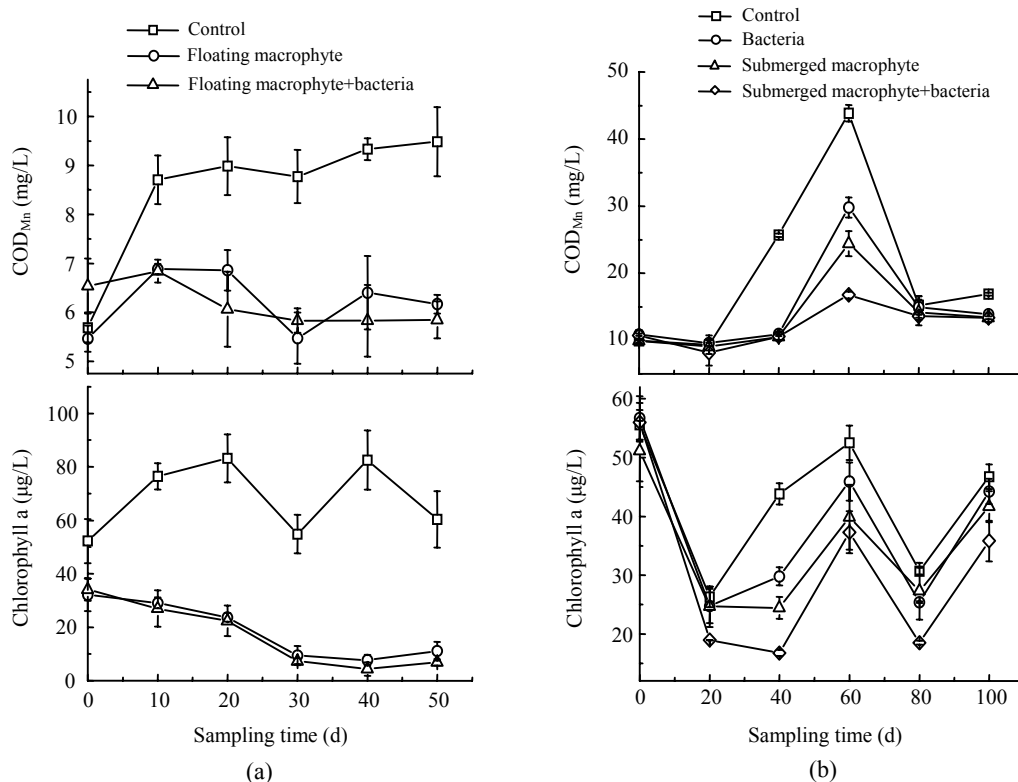 Control
Floating macrophyte
Floating macrophyte+bacteria
10
9
8
7
6
5
COD_Mn (mg/L)
100
80
60
40
20
0
Chlorophyll a (μg/L)
0 10 20 30 40 50
Sampling time (d)
(a)
Control
Bacteria
Submerged macrophyte
Submerged macrophyte+bacteria
50
40
30
20
10
COD_Mn (mg/L)
60
50
40
30
20
Chlorophyll a (μg/L)
0 20 40 60 80 100
Sampling time (d)
(b)